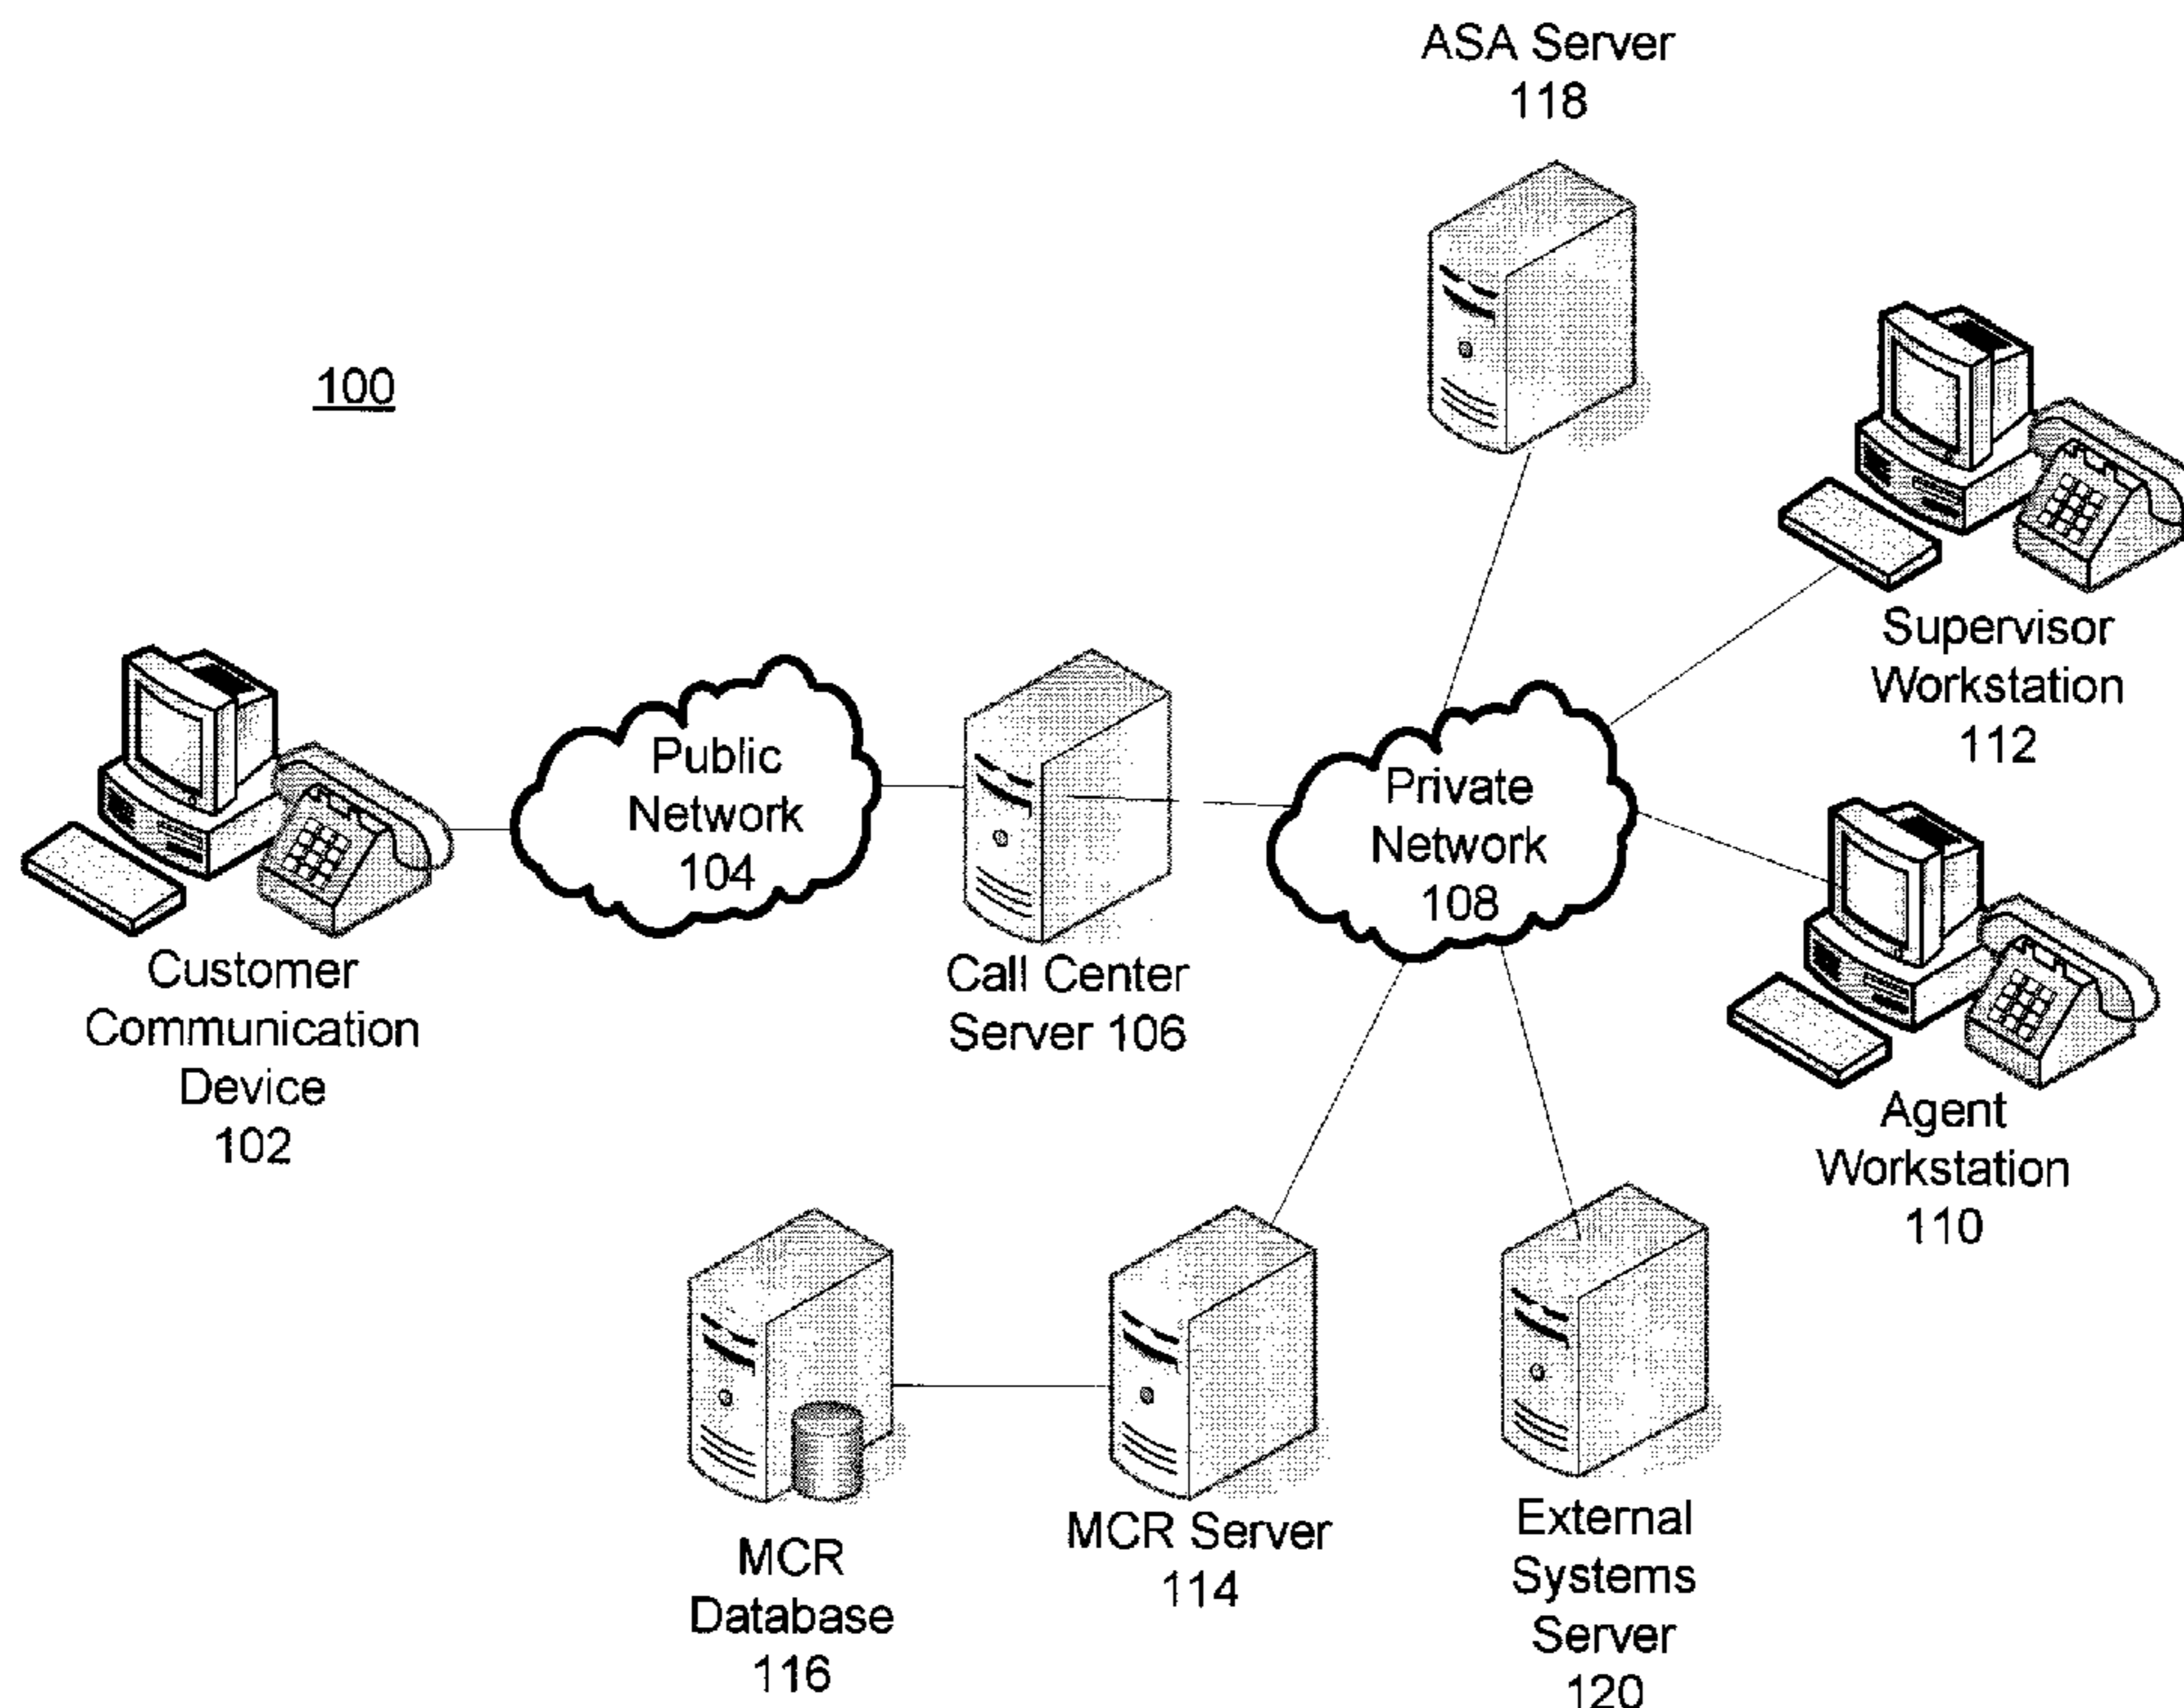 ASA Server
118
100
Supervisor
Workstation
112
Public
Network
104
Private
Network
108
Customer
Communication
Device
102
Call Center
Server 106
Agent
Workstation
110
MCR
Database
116
MCR Server
114
External
Systems
Server
120